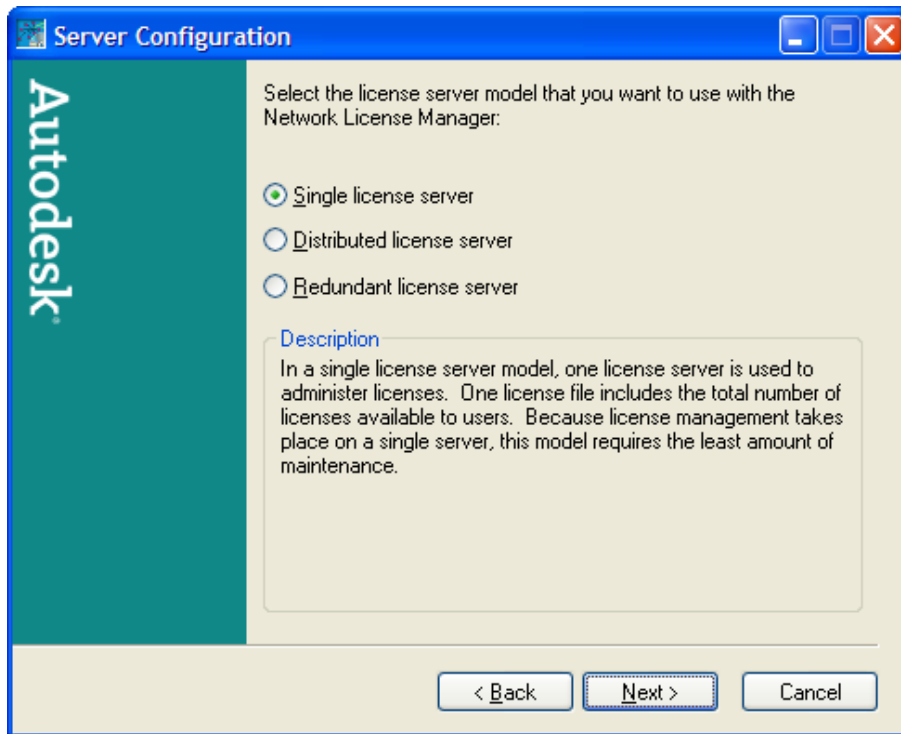 Server Configuration
Autodesk®
Select the license server model that you want to use with the
Network License Manager:
Single license server
Distributed license server
Redundant license server
Description
In a single license server model, one license server is used to
administer licenses.  One license file includes the total number of
licenses available to users.  Because license management takes
place on a single server, this model requires the least amount of
maintenance.
< Back
Next >
Cancel